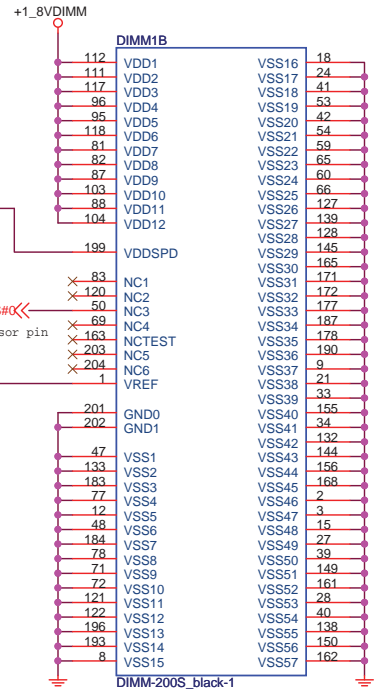 +1_8VDIMM
DIMM1B
112 VDD1
111 VDD2
117 VDD3
96 VDD4
95 VDD5
118 VDD6
81 VDD7
82 VDD8
87 VDD9
103 VDD10
88 VDD11
104 VDD12
199 VDDSPD
83 NC1
120 NC2
#0 50 NC3
69 NC4
sor pin
163 NCTEST
203 NC5
204 NC6
1 VREF
201 GND0
202 GND1
47 VSS1
133 VSS2
183 VSS3
77 VSS4
12 VSS5
48 VSS6
184 VSS7
78 VSS8
71 VSS9
72 VSS10
121 VSS11
122 VSS12
196 VSS13
193 VSS14
8 VSS15
VSS16 18
VSS17 24
VSS18 41
VSS19 53
VSS20 42
VSS21 54
VSS22 59
VSS23 65
VSS24 60
VSS25 66
VSS26 127
VSS27 139
VSS28 128
VSS29 145
VSS30 165
VSS31 171
VSS32 172
VSS33 177
VSS34 187
VSS35 178
VSS36 190
VSS37 9
VSS38 21
VSS39 33
VSS40 155
VSS41 34
VSS42 132
VSS43 144
VSS44 156
VSS45 168
VSS46 2
VSS47 3
VSS48 15
VSS49 27
VSS50 39
VSS51 149
VSS52 161
VSS53 28
VSS54 40
VSS55 138
VSS56 150
VSS57 162
DIMM-200S_black-1